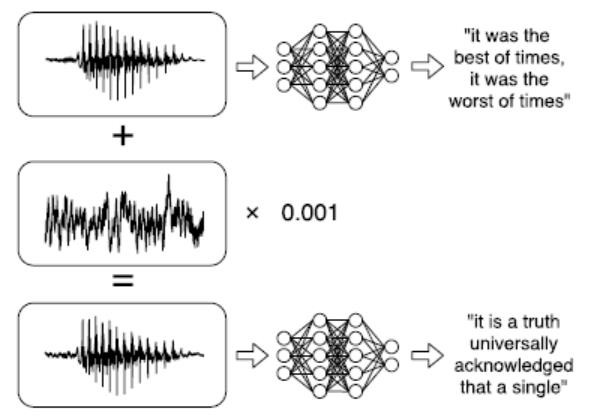 "it was the
best of times,
it was the
worst of times"
+
× 0.001
=
"it is a truth
universally
acknowledged
that a single"